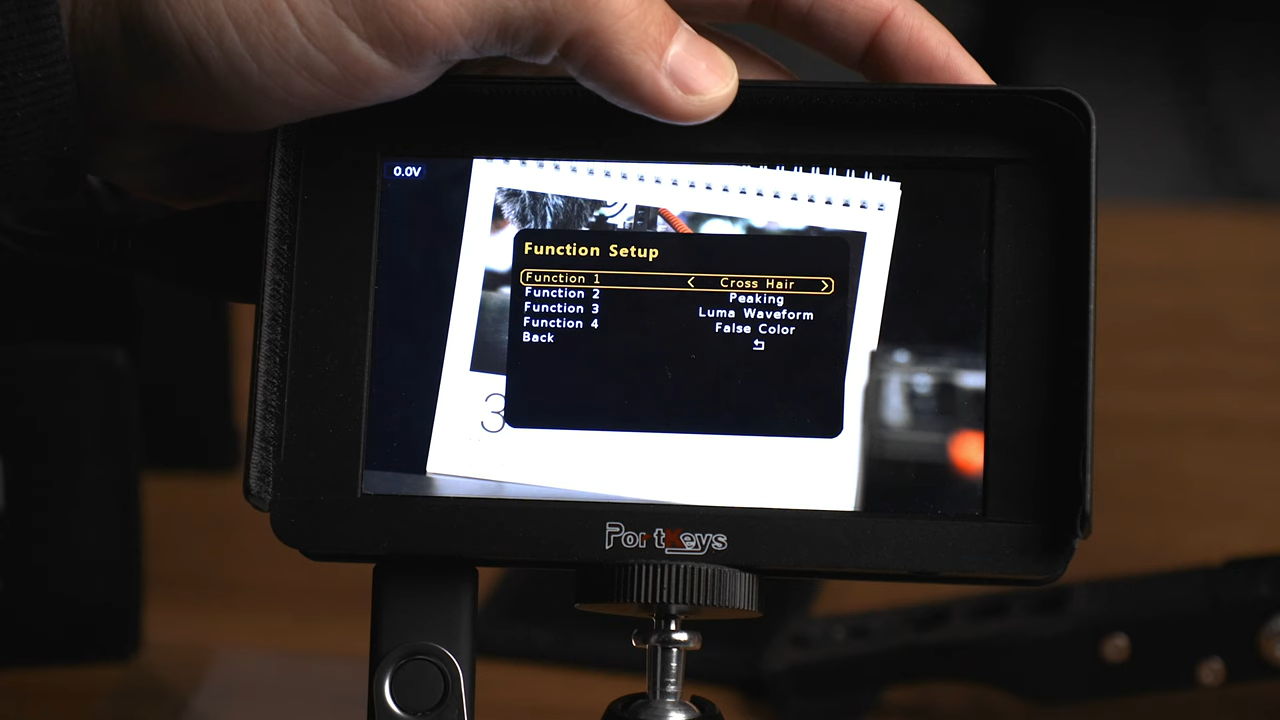 0.0V
Function Setup
Function 1 < Cross Hair >
Function 2 Peaking
Function 3 Luma Waveform
Function 4 False Color
Back
3
PortKeys